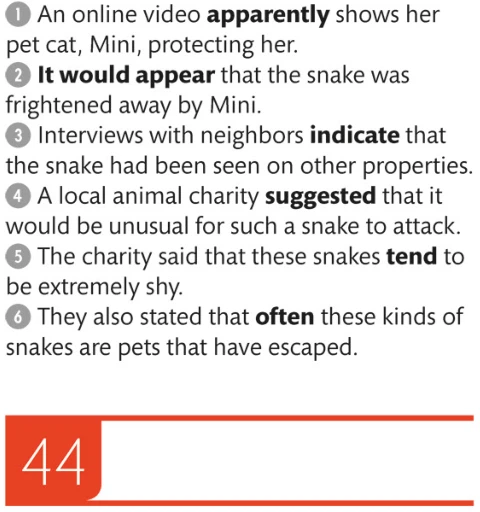 1 An online video apparently shows her
pet cat, Mini, protecting her.
2 It would appear that the snake was
frightened away by Mini.
3 Interviews with neighbors indicate that
the snake had been seen on other properties.
4 A local animal charity suggested that it
would be unusual for such a snake to attack.
5 The charity said that these snakes tend to
be extremely shy.
6 They also stated that often these kinds of
snakes are pets that have escaped.
44